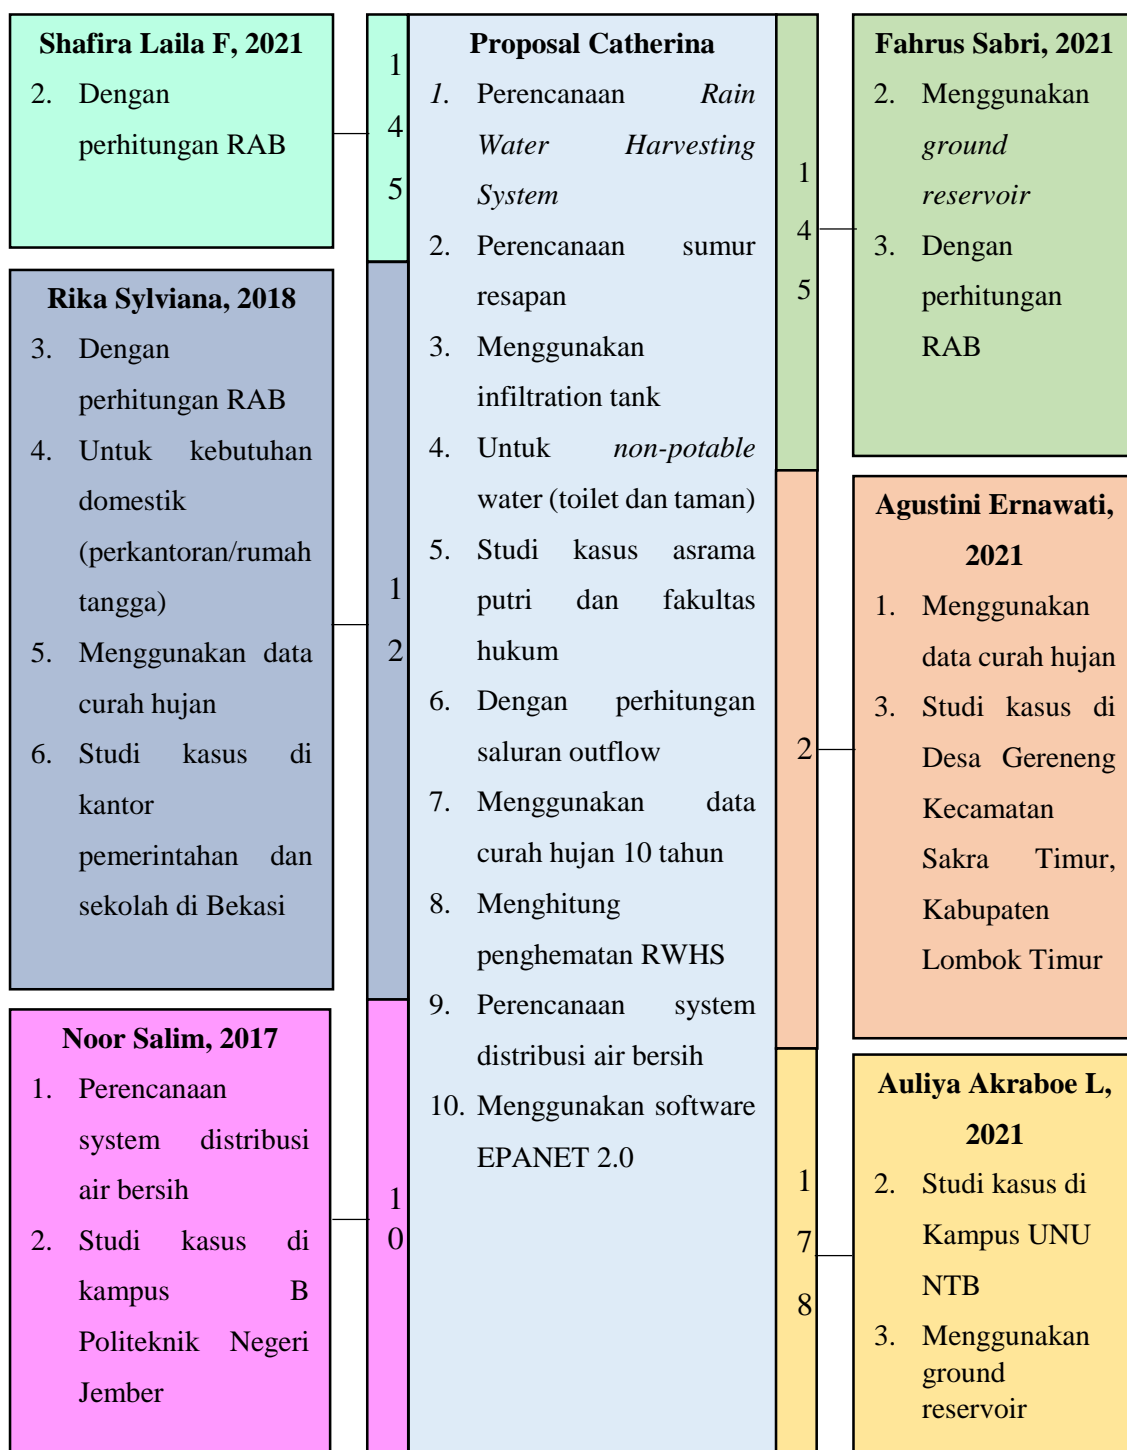 Shafira Laila F, 2021
2. Dengan
perhitungan RAB
Rika Sylviana, 2018
3. Dengan
perhitungan RAB
4. Untuk kebutuhan
domestik
(perkantoran/rumah
tangga)
5. Menggunakan data
curah hujan
6. Studi kasus di
kantor
pemerintahan dan
sekolah di Bekasi
Noor Salim, 2017
1. Perencanaan
system distribusi
air bersih
2. Studi kasus di
kampus B
Politeknik Negeri
Jember
1
4
5
1
2
1
0
Proposal Catherina
1. Perencanaan Rain
Water Harvesting
System
2. Perencanaan sumur
resapan
3. Menggunakan
infiltration tank
4. Untuk non-potable
water (toilet dan taman)
5. Studi kasus asrama
putri dan fakultas
hukum
6. Dengan perhitungan
saluran outflow
7. Menggunakan data
curah hujan 10 tahun
8. Menghitung
penghematan RWHS
9. Perencanaan system
distribusi air bersih
10. Menggunakan software
EPANET 2.0
1
4
5
2
1
7
8
Fahrus Sabri, 2021
2. Menggunakan
ground
reservoir
3. Dengan
perhitungan
RAB
Agustini Ernawati,
2021
1. Menggunakan
data curah hujan
3. Studi kasus di
Desa Gereneng
Kecamatan
Sakra Timur,
Kabupaten
Lombok Timur
Auliya Akraboe L,
2021
2. Studi kasus di
Kampus UNU
NTB
3. Menggunakan
ground
reservoir